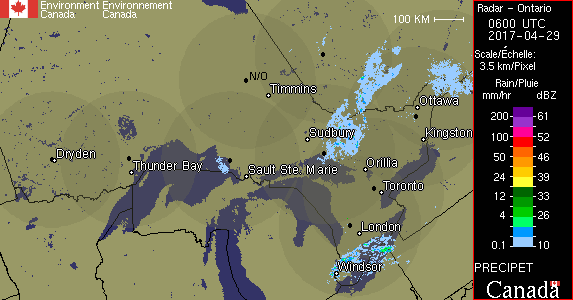 Environment Environnement
Canada Canada
100 KM
N/O
Timmins
Ottawa
Sudbury
Kingston
Dryden
Thunder Bay
Sault Ste. Marie
Orillia
Toronto
London
Windsor
Radar - Ontario
0600 UTC
2017-04-29
Scale/Échelle:
3.5 km/Pixel
Rain/Pluie
mm/hr dBZ
200 61
100 52
50 46
24 39
12 33
4 26
0.1 10
PRECIPET
Canada